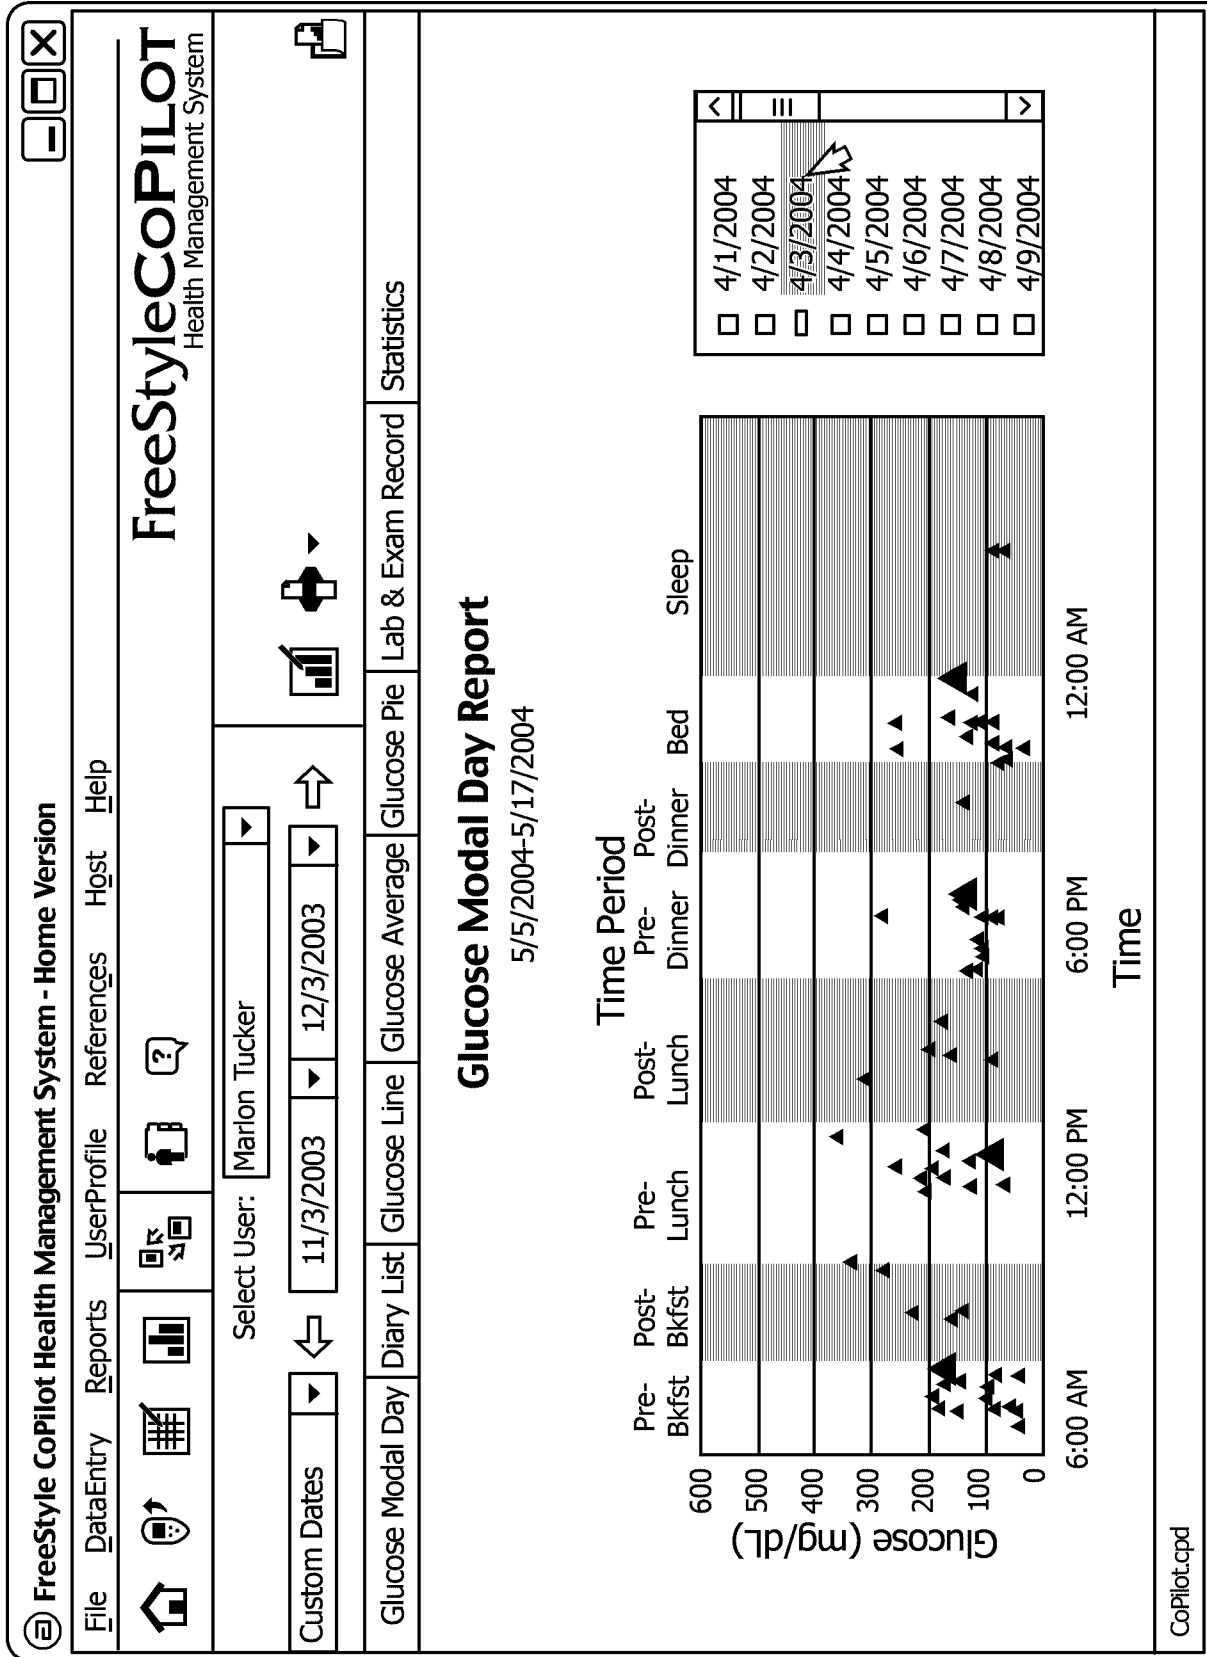 FreeStyle CoPilot Health Management System - Home Version
File DataEntry Reports UserProfile References Host Help
FreeStyleCoPilot
Health Management System
Select User: Marlon Tucker
Custom Dates 11/3/2003 12/3/2003
Glucose Modal Day Diary List Glucose Line Glucose Average Glucose Pie Lab & Exam Record Statistics
Glucose Modal Day Report
5/5/2004-5/17/2004
Time Period
Pre- Post- Pre- Post- Pre- Post-
Bkfst Bkfst Lunch Lunch Dinner Dinner Bed Sleep
600
500
400
300
200
100
0
Glucose (mg/dL)
6:00 AM 12:00 PM 6:00 PM 12:00 AM
Time
4/1/2004
4/2/2004
4/3/2004
4/4/2004
4/5/2004
4/6/2004
4/7/2004
4/8/2004
4/9/2004
CoPilot.cpd